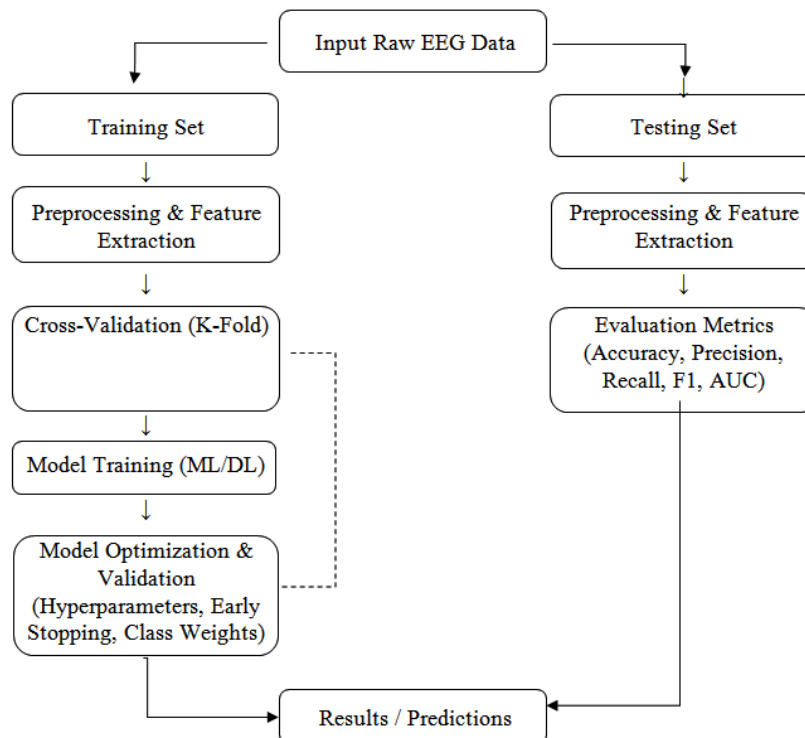 Input Raw EEG Data
Training Set
Preprocessing & Feature
Extraction
Cross-Validation (K-Fold)
Model Training (ML/DL)
Model Optimization &
Validation
(Hyperparameters, Early
Stopping, Class Weights)
Testing Set
Preprocessing & Feature
Extraction
Evaluation Metrics
(Accuracy, Precision,
Recall, F1, AUC)
Results / Predictions